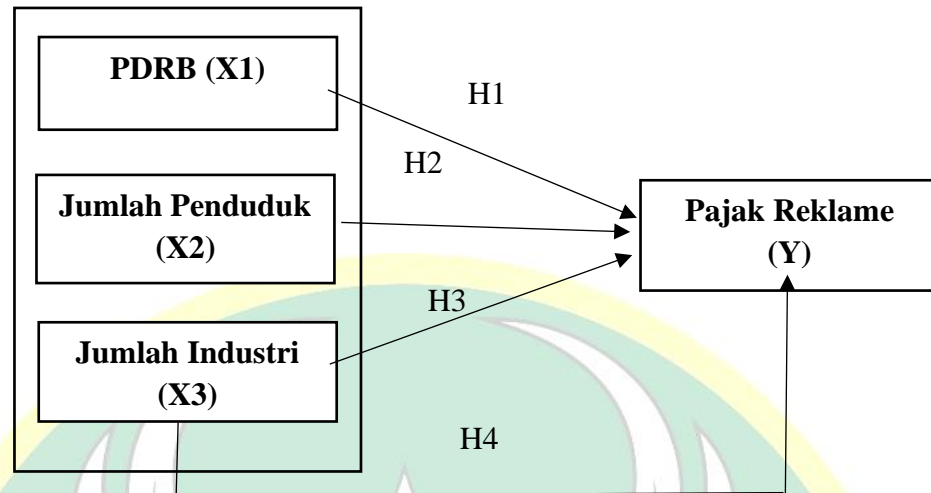 PDRB (X1)
H1
H2
Jumlah Penduduk
(X2)
Pajak Reklame
(Y)
H3
Jumlah Industri
(X3)
H4